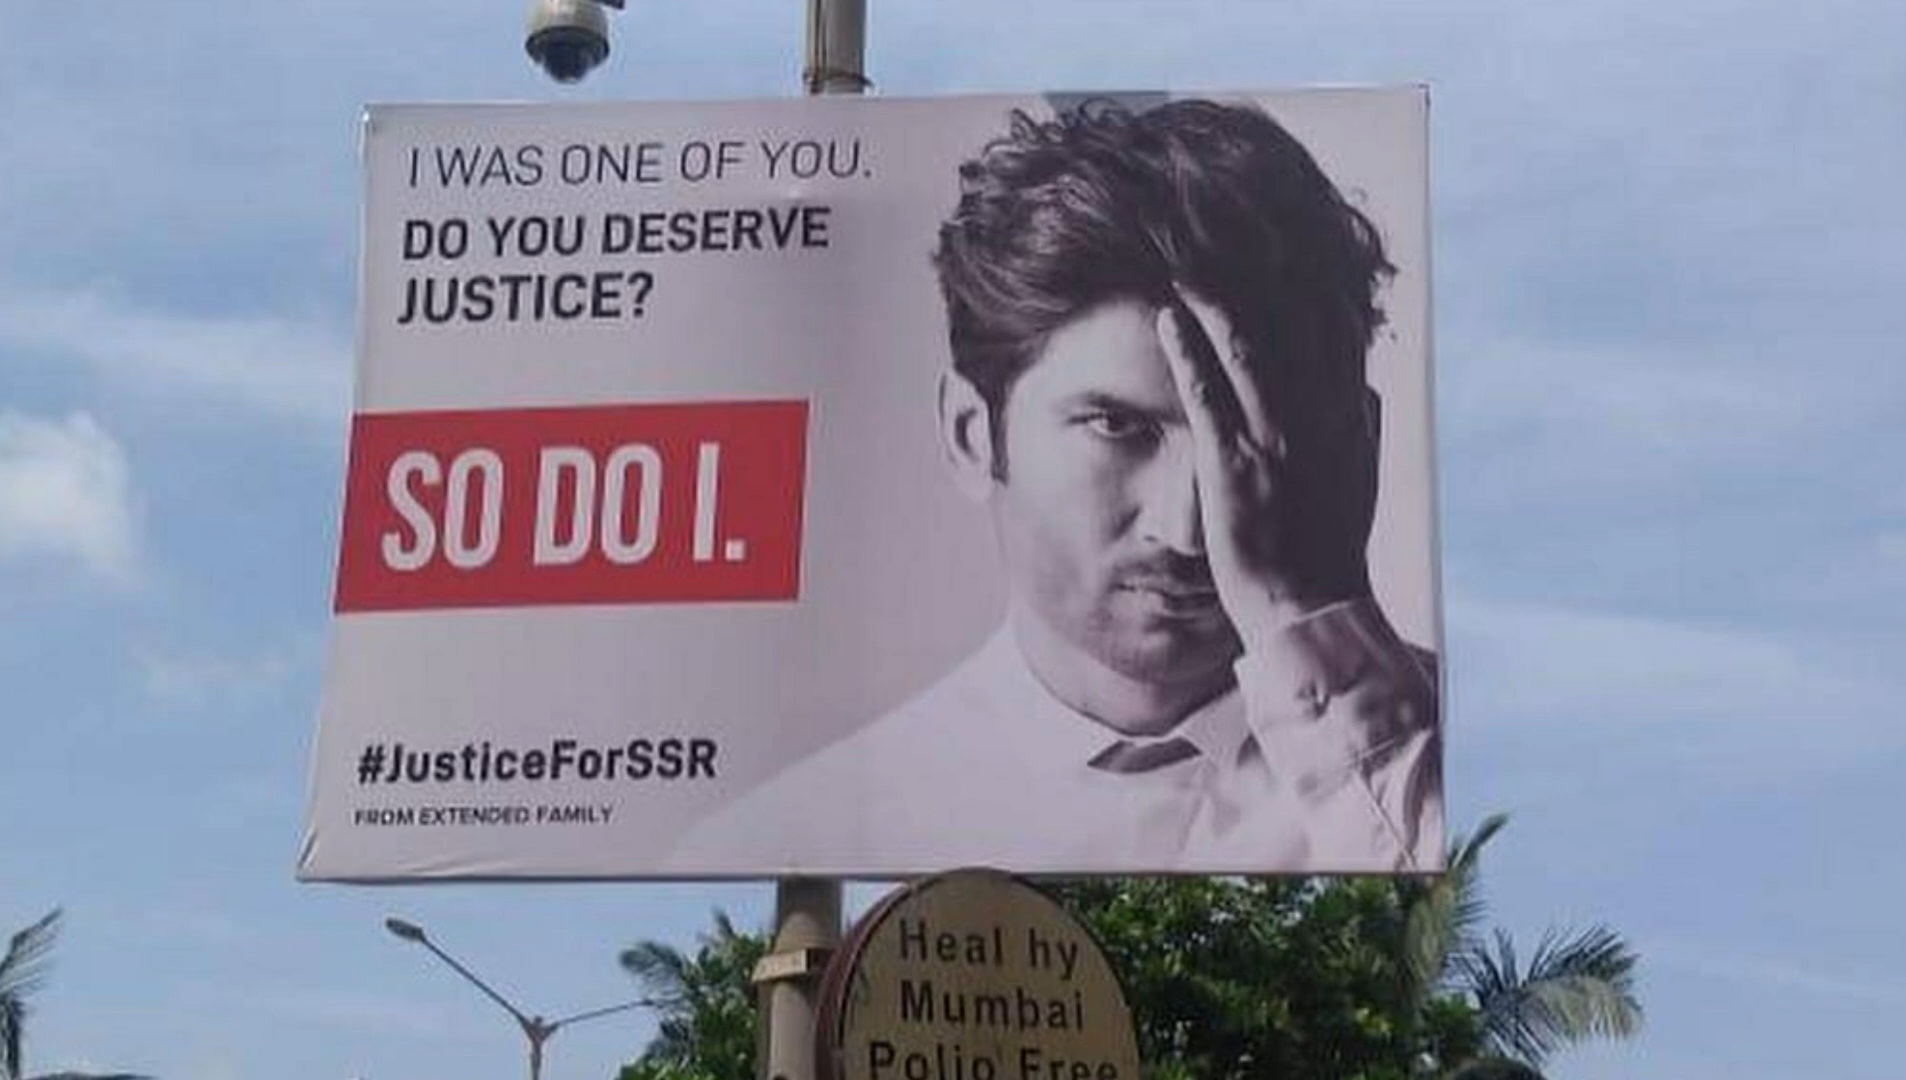 I WAS ONE OF YOU.
DO YOU DESERVE
JUSTICE?
SO DO I.
#JusticeForSSR
FROM EXTENDED FAMILY
Heal hy
Mumbai
Polio Free